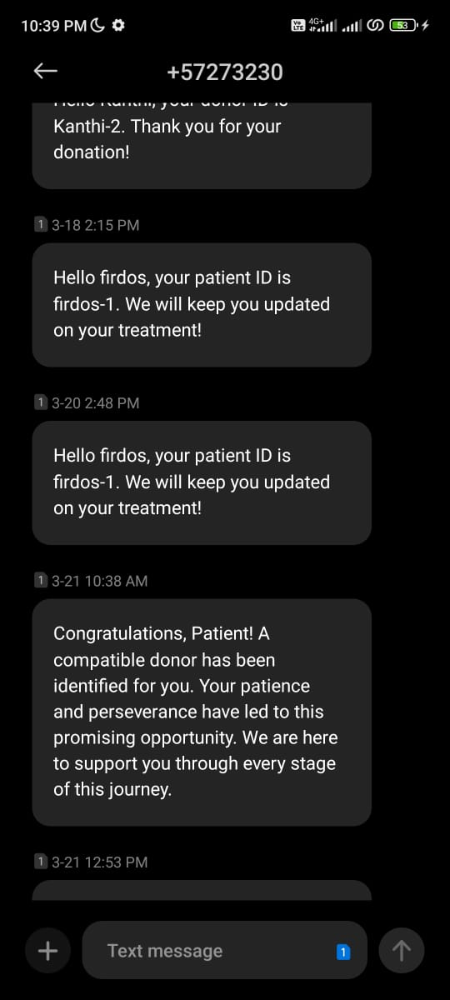 10:39 PM
Vo LTE 4G+ 53
+57273230
Hello Kanthi, your donor ID is
Kanthi-2. Thank you for your
donation!
1 3-18 2:15 PM
Hello firdos, your patient ID is
firdos-1. We will keep you updated
on your treatment!
1 3-20 2:48 PM
Hello firdos, your patient ID is
firdos-1. We will keep you updated
on your treatment!
1 3-21 10:38 AM
Congratulations, Patient! A
compatible donor has been
identified for you. Your patience
and perseverance have led to this
promising opportunity. We are here
to support you through every stage
of this journey.
1 3-21 12:53 PM
Text message 1